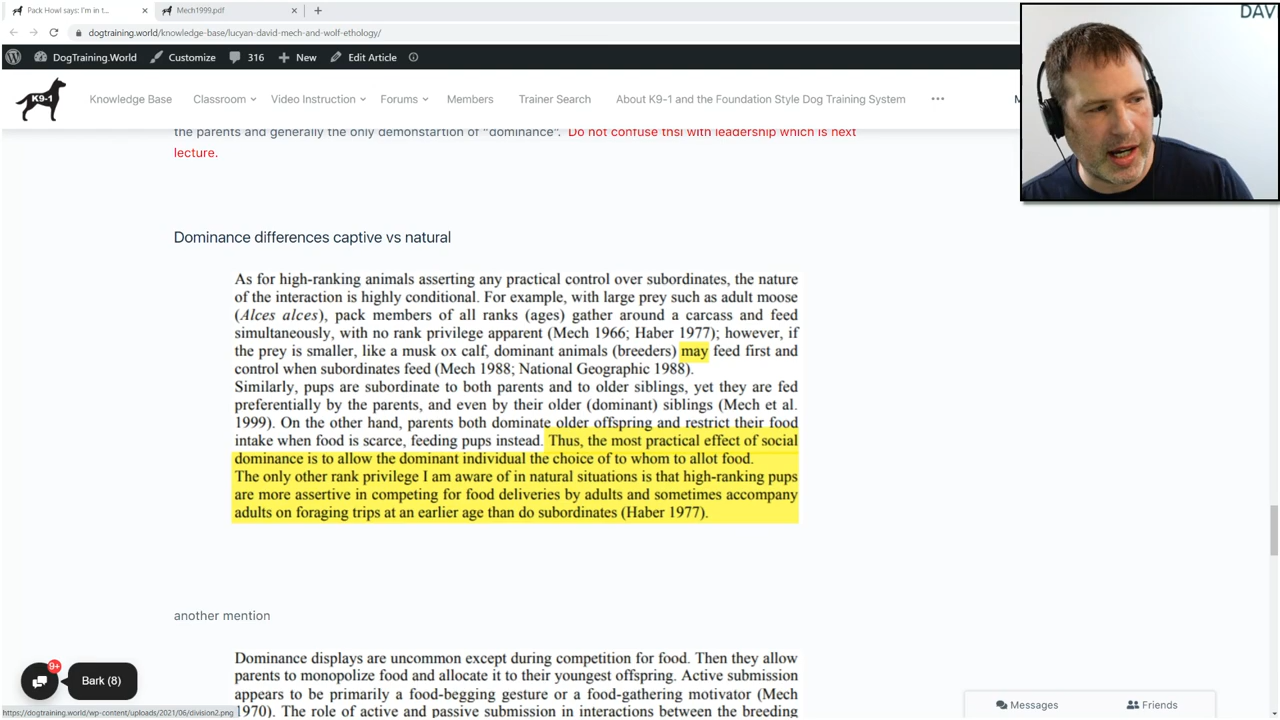 Pack Howl says: I'm in t...
Mech1999.pdf
DAV
dogtraining.world/knowledge-base/lucyan-david-mech-and-wolf-ethology/
DogTraining.World
Customize
316
New
Edit Article
K9-1
Knowledge Base
Classroom
Video Instruction
Forums
Members
Trainer Search
About K9-1 and the Foundation Style Dog Training System
M
the parents and generally the only demonstartion of "dominance". Do not confuse thsi with leadership which is next
lecture.
Dominance differences captive vs natural
As for high-ranking animals asserting any practical control over subordinates, the nature
of the interaction is highly conditional. For example, with large prey such as adult moose
(Alces alces), pack members of all ranks (ages) gather around a carcass and feed
simultaneously, with no rank privilege apparent (Mech 1966; Haber 1977); however, if
the prey is smaller, like a musk ox calf, dominant animals (breeders) may feed first and
control when subordinates feed (Mech 1988; National Geographic 1988).
Similarly, pups are subordinate to both parents and to older siblings, yet they are fed
preferentially by the parents, and even by their older (dominant) siblings (Mech et al.
1999). On the other hand, parents both dominate older offspring and restrict their food
intake when food is scarce, feeding pups instead. Thus, the most practical effect of social
dominance is to allow the dominant individual the choice of to whom to allot food.
The only other rank privilege I am aware of in natural situations is that high-ranking pups
are more assertive in competing for food deliveries by adults and sometimes accompany
adults on foraging trips at an earlier age than do subordinates (Haber 1977).
another mention
Dominance displays are uncommon except during competition for food. Then they allow
parents to monopolize food and allocate it to their youngest offspring. Active submission
appears to be primarily a food-begging gesture or a food-gathering motivator (Mech
1970). The role of active and passive submission in interactions between the breeding
9+
Bark (8)
Messages
Friends
https://dogtraining.world/wp-content/uploads/2021/06/division2.png